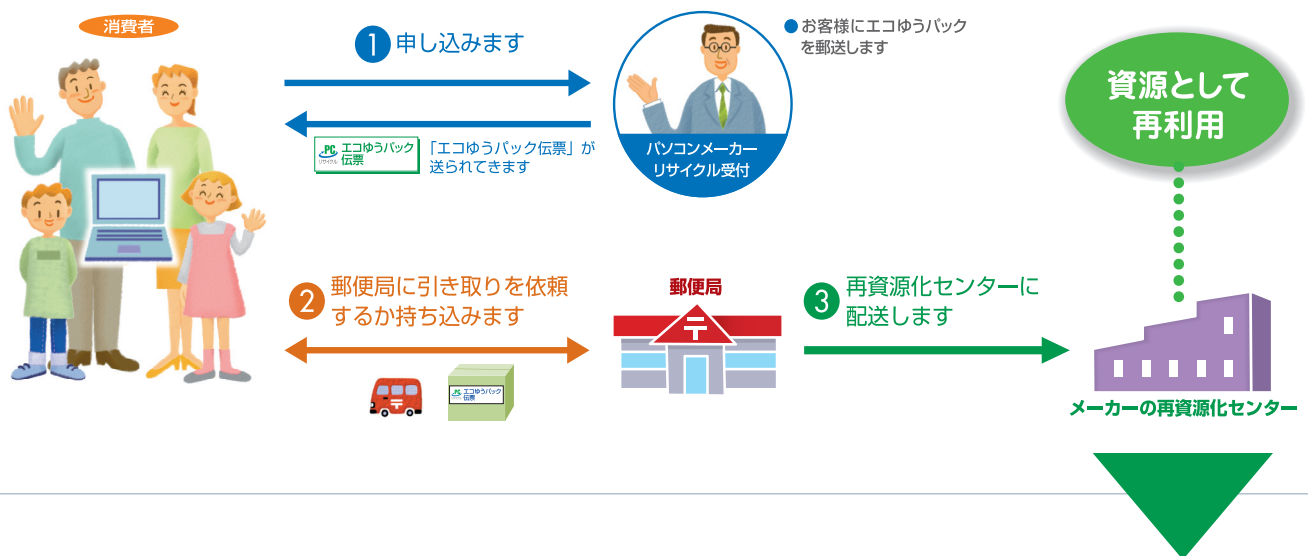 消費者
1 申し込みます
● お客様にエコゆうパック
を郵送します
PC
リサイクル
エコゆうパック
伝票
「エコゆうパック伝票」が
送られてきます
パソコンメーカー
リサイクル受付
資源として
再利用
2 郵便局に引き取りを依頼
するか持ち込みます
PC
エコゆうパック
伝票
郵便局
〒
3 再資源化センターに
配送します
メーカーの再資源化センター